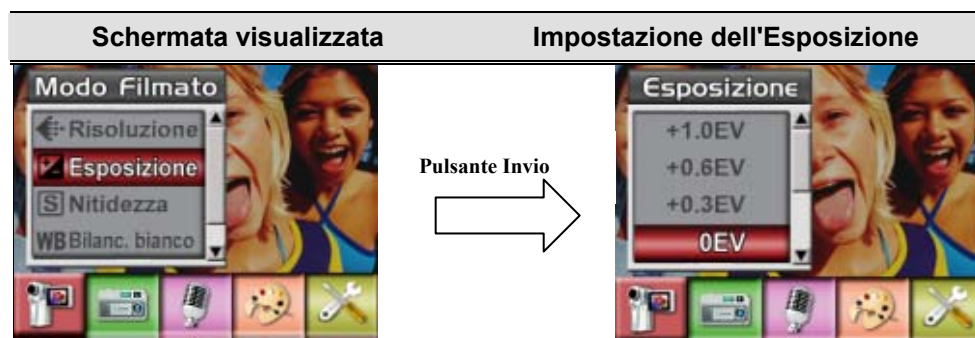 Schermata visualizzata Impostazione dell'Esposizione
Modo Filmato
Risoluzione
Esposizione
S Nitidezza
WB Bilanc. bianco
Pulsante Invio
Esposizione
+1.0EV
+0.6EV
+0.3EV
0EV